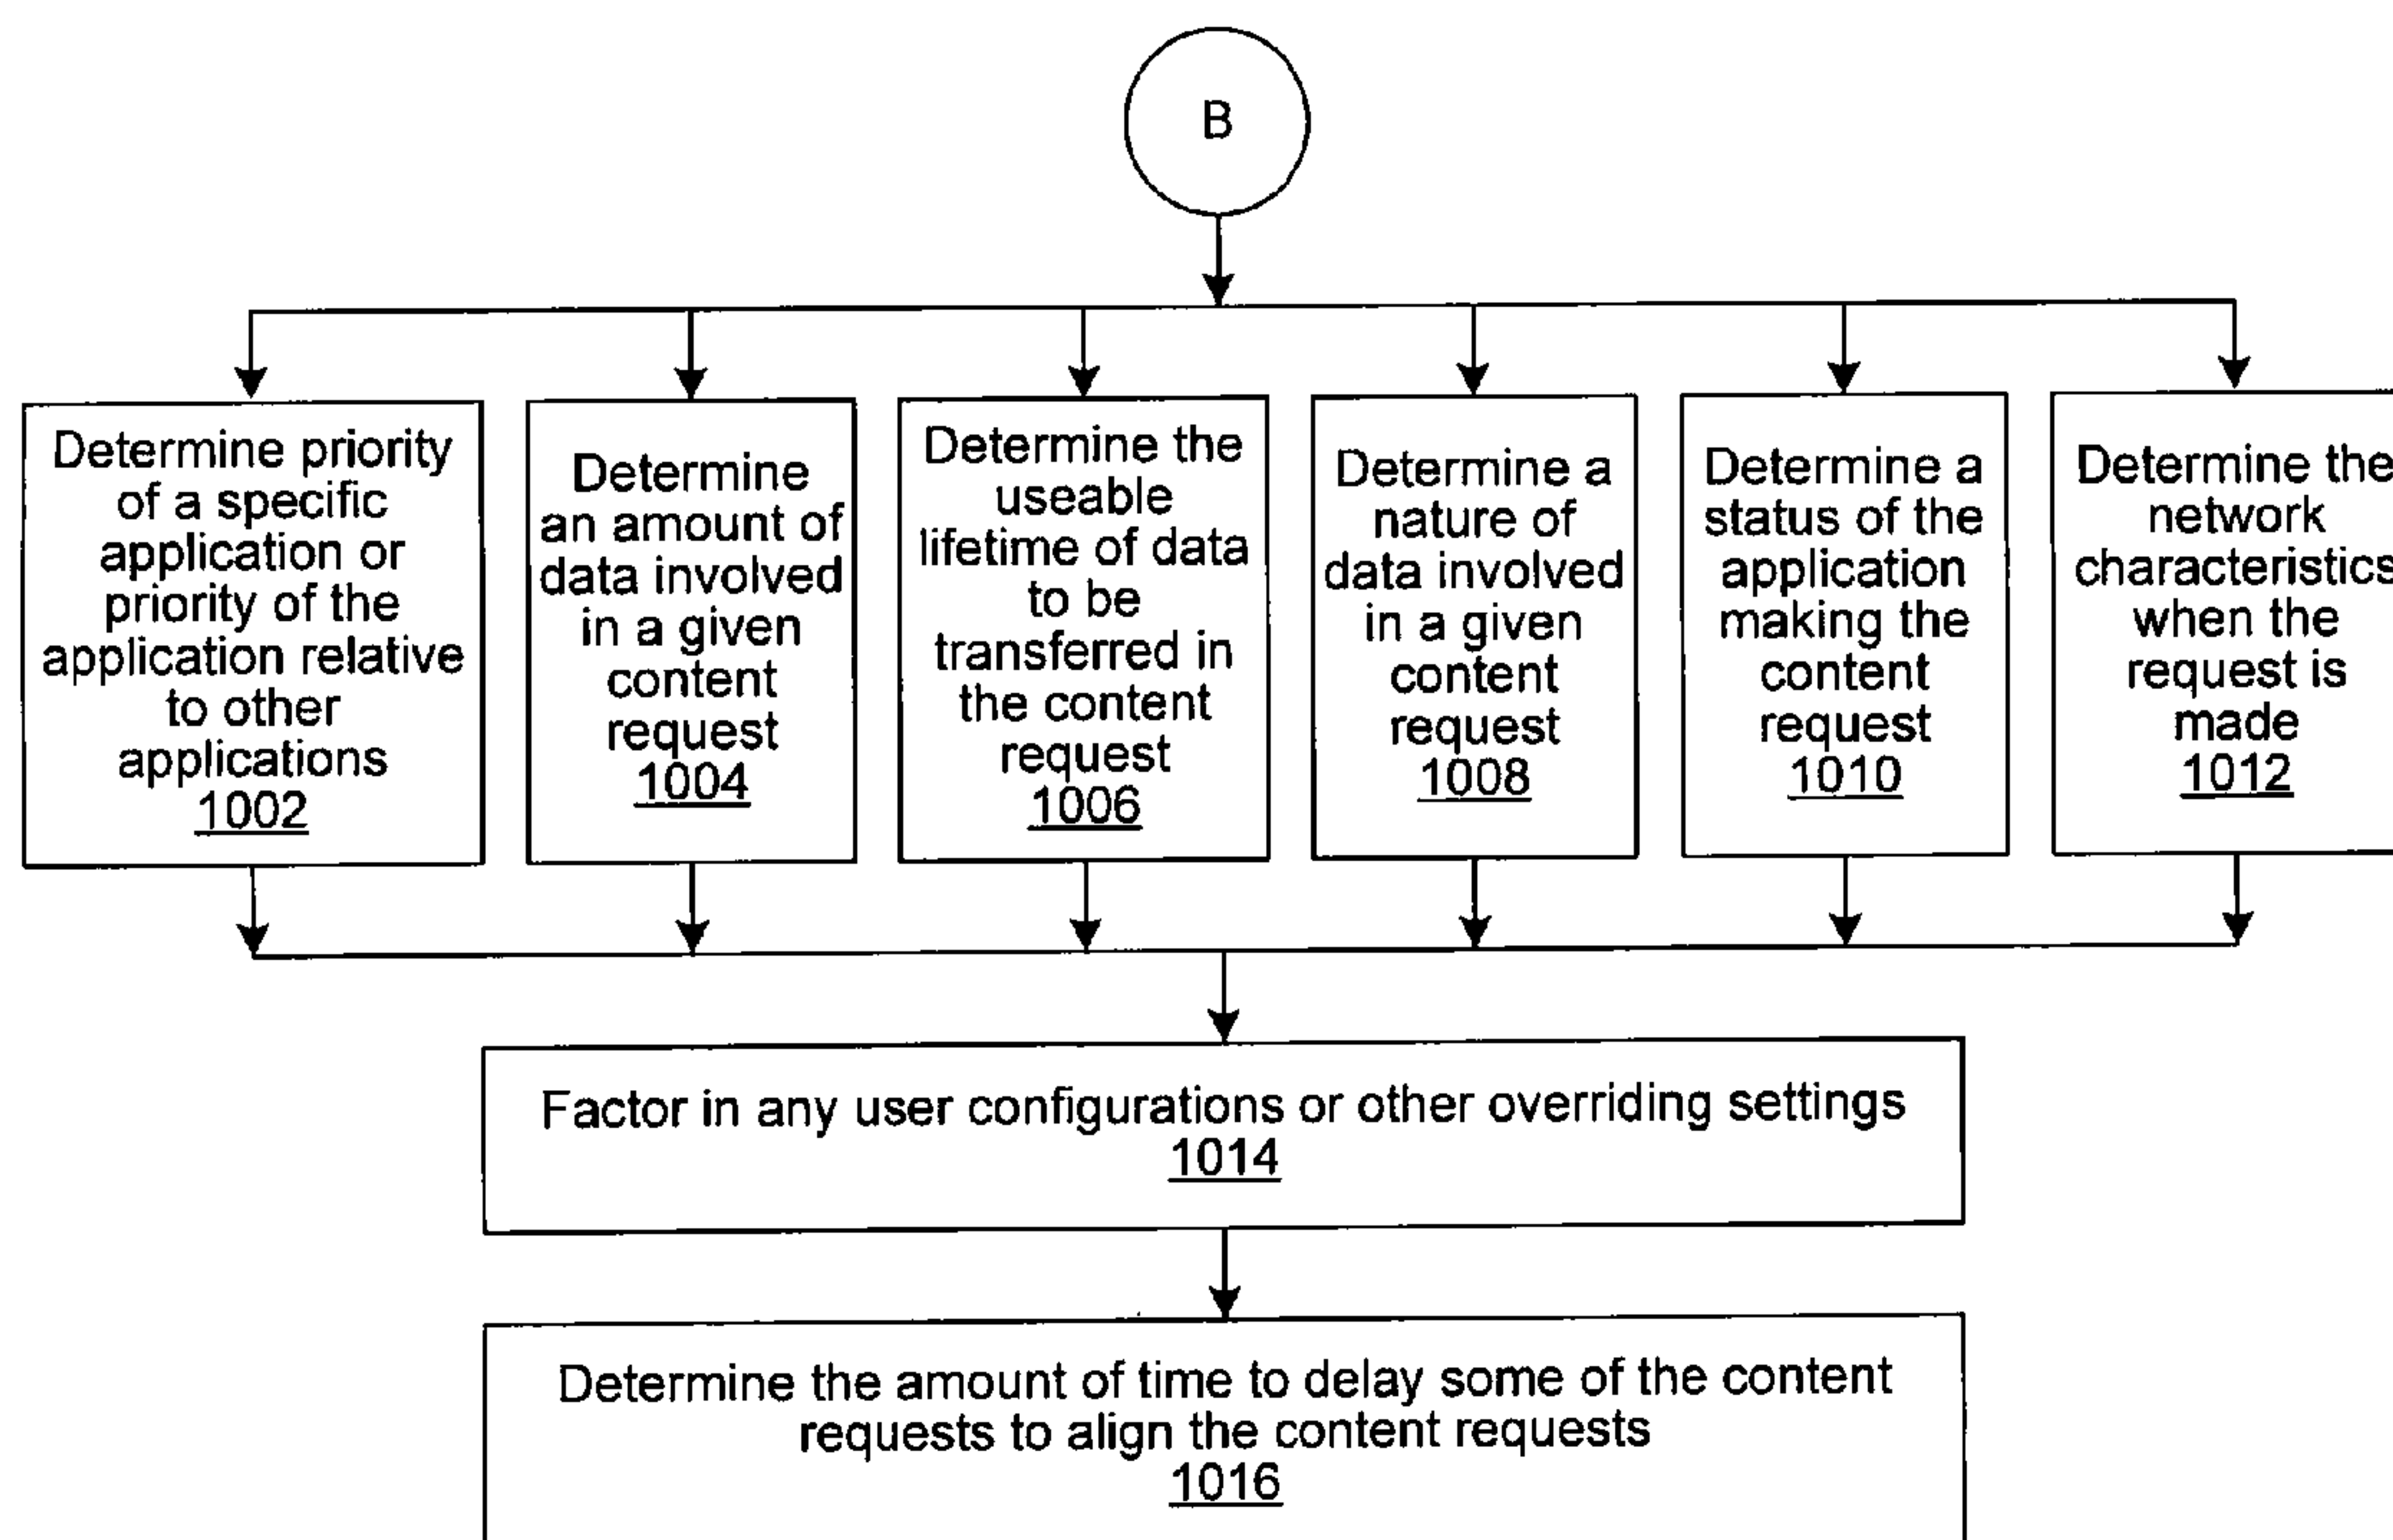 B
Determine priority
of a specific
application or
priority of the
application relative
to other
applications
1002
Determine
an amount of
data involved
in a given
content
request
1004
Determine the
useable
lifetime of data
to be
transferred in
the content
request
1006
Determine a
nature of
data involved
in a given
content
request
1008
Determine a
status of the
application
making the
content
request
1010
Determine the
network
characteristics
when the
request is
made
1012
Factor in any user configurations or other overriding settings
1014
Determine the amount of time to delay some of the content
requests to align the content requests
1016